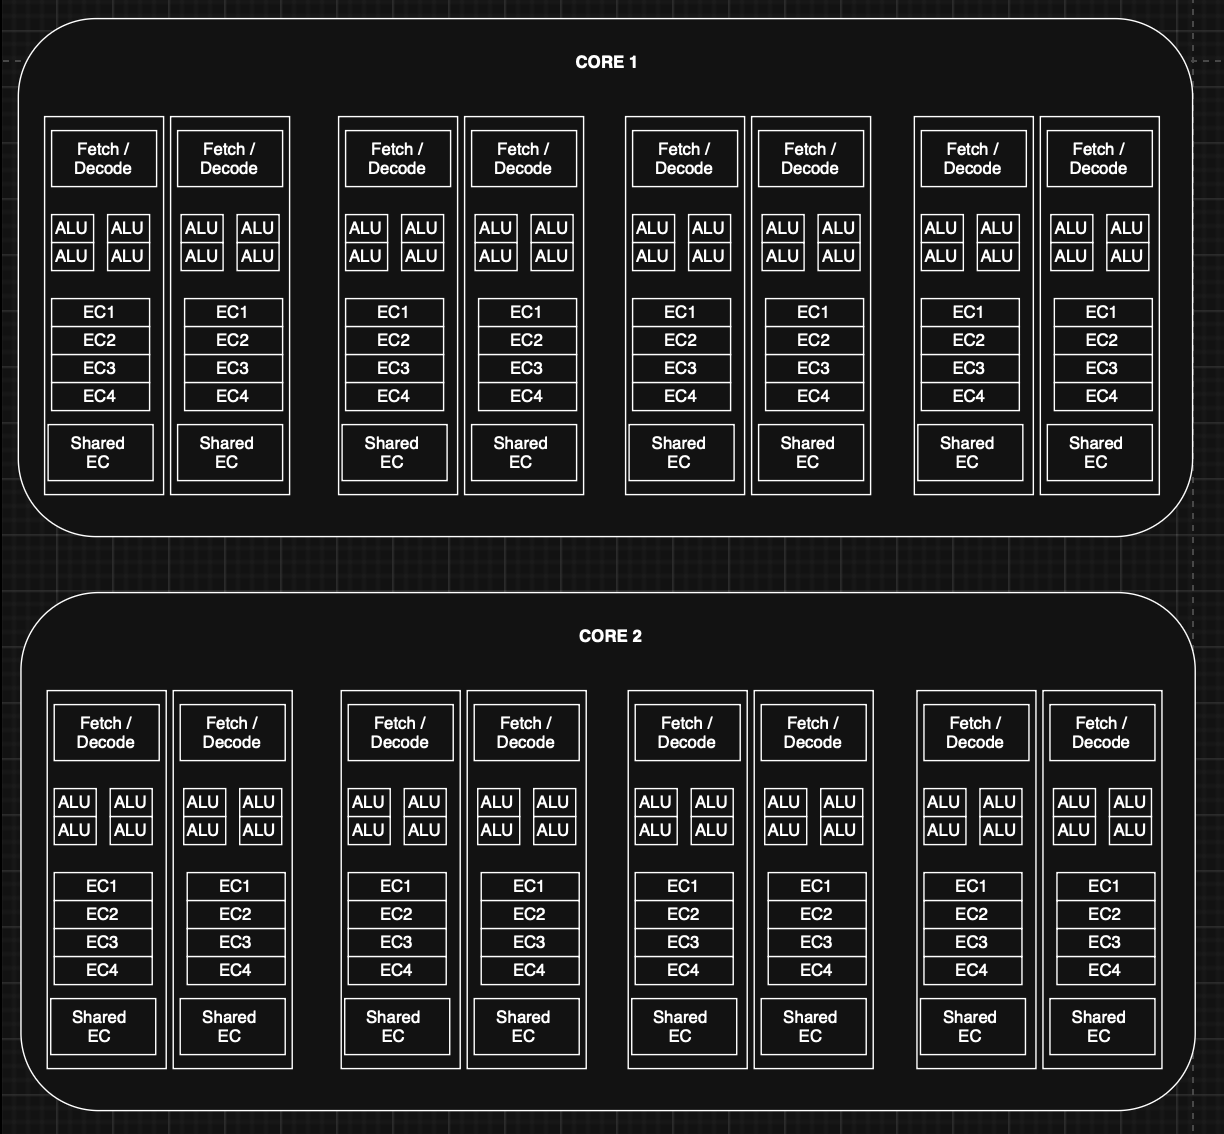 CORE 1
Fetch / Fetch / Fetch / Fetch / Fetch / Fetch / Fetch / Fetch /
Decode Decode Decode Decode Decode Decode Decode Decode
ALU ALU ALU ALU ALU ALU ALU ALU ALU ALU ALU ALU ALU ALU ALU ALU
ALU ALU ALU ALU ALU ALU ALU ALU ALU ALU ALU ALU ALU ALU ALU ALU
EC1 EC1 EC1 EC1 EC1 EC1 EC1 EC1
EC2 EC2 EC2 EC2 EC2 EC2 EC2 EC2
EC3 EC3 EC3 EC3 EC3 EC3 EC3 EC3
EC4 EC4 EC4 EC4 EC4 EC4 EC4 EC4
Shared Shared Shared Shared Shared Shared Shared Shared
EC EC EC EC EC EC EC EC
CORE 2
Fetch / Fetch / Fetch / Fetch / Fetch / Fetch / Fetch / Fetch /
Decode Decode Decode Decode Decode Decode Decode Decode
ALU ALU ALU ALU ALU ALU ALU ALU ALU ALU ALU ALU ALU ALU ALU ALU
ALU ALU ALU ALU ALU ALU ALU ALU ALU ALU ALU ALU ALU ALU ALU ALU
EC1 EC1 EC1 EC1 EC1 EC1 EC1 EC1
EC2 EC2 EC2 EC2 EC2 EC2 EC2 EC2
EC3 EC3 EC3 EC3 EC3 EC3 EC3 EC3
EC4 EC4 EC4 EC4 EC4 EC4 EC4 EC4
Shared Shared Shared Shared Shared Shared Shared Shared
EC EC EC EC EC EC EC EC